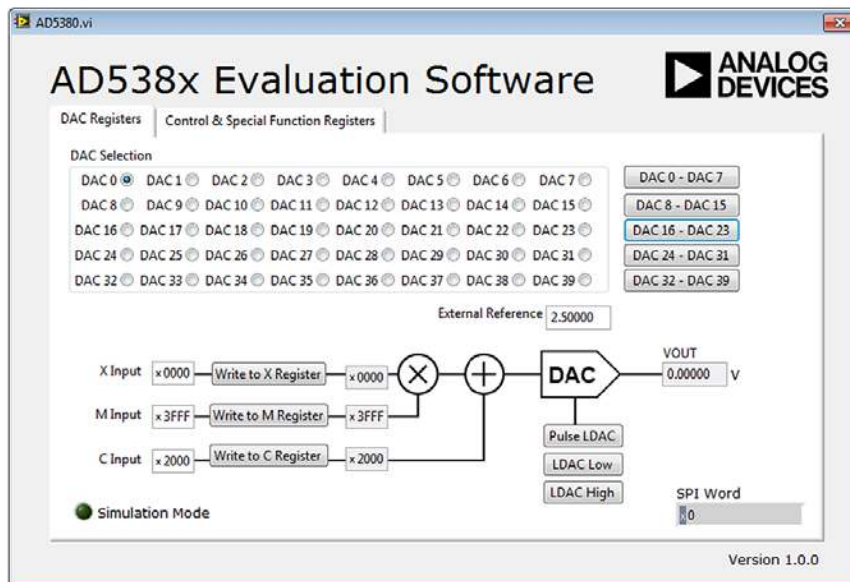 AD5380.vi
AD538x Evaluation Software
ANALOG
DEVICES
DAC Registers
Control & Special Function Registers
DAC Selection
DAC 0 DAC 1 DAC 2 DAC 3 DAC 4 DAC 5 DAC 6 DAC 7
DAC 0 - DAC 7
DAC 8 DAC 9 DAC 10 DAC 11 DAC 12 DAC 13 DAC 14 DAC 15
DAC 8 - DAC 15
DAC 16 DAC 17 DAC 18 DAC 19 DAC 20 DAC 21 DAC 22 DAC 23
DAC 16 - DAC 23
DAC 24 DAC 25 DAC 26 DAC 27 DAC 28 DAC 29 DAC 30 DAC 31
DAC 24 - DAC 31
DAC 32 DAC 33 DAC 34 DAC 35 DAC 36 DAC 37 DAC 38 DAC 39
DAC 32 - DAC 39
External Reference 2.50000
X Input x 0000 Write to X Register x 0000
M Input x 3FFF Write to M Register x 3FFF
C Input x 2000 Write to C Register x 2000
DAC
VOUT
0.00000 V
Pulse LDAC
LDAC Low
LDAC High
SPI Word
x 0
Simulation Mode
Version 1.0.0